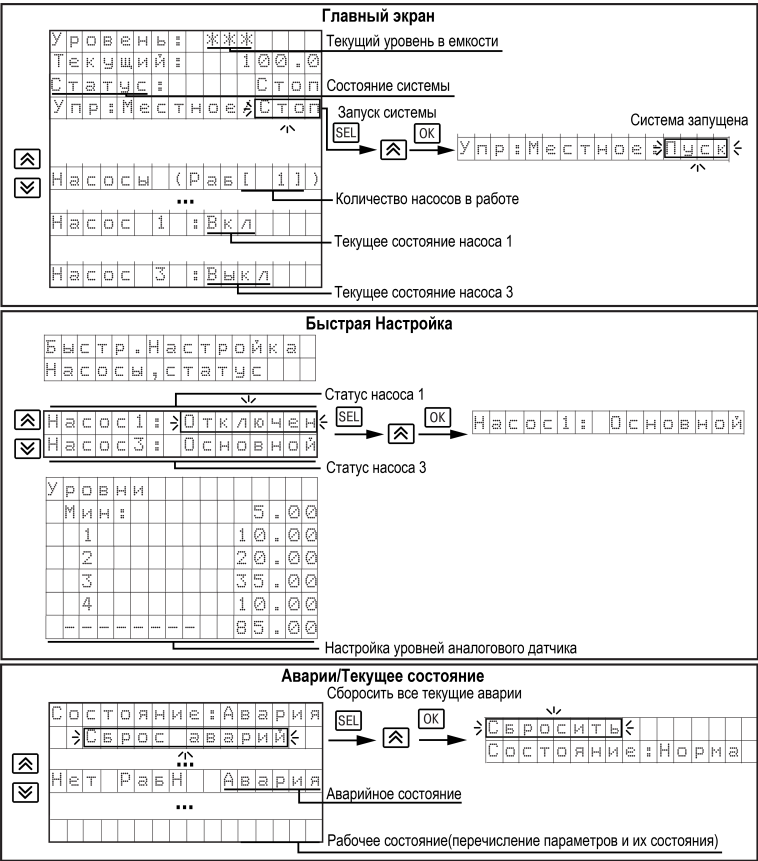 Главный экран
Уровень: ***
Текущий уровень в емкости
Текущий: 100.0
Статус: Стоп
Состояние системы
Упр:Местное Стоп
Запуск системы
SEL
OK
Система запущена
Упр:Местное Пуск
Насосы (Раб[ 1])
Количество насосов в работе
...
Насос 1 :Вкл
Текущее состояние насоса 1
Насос 3 :Выкл
Текущее состояние насоса 3
Быстрая Настройка
Быстр.Настройка
Насосы,статус
Статус насоса 1
Насос1: Отключен
SEL
OK
Насос1: Основной
Насос3: Основной
Статус насоса 3
Уровни
Мин: 5.00
1 10.00
2 20.00
3 35.00
4 10.00
-------- 85.00
Настройка уровней аналогового датчика
Аварии/Текущее состояние
Сборосить все текущие аварии
Состояние:Авария
Сброс аварий
SEL
OK
Сбросить
Состояние:Норма
...
Нет РабН Авария
Аварийное состояние
...
Рабочее состояние(перечисление параметров и их состояния)